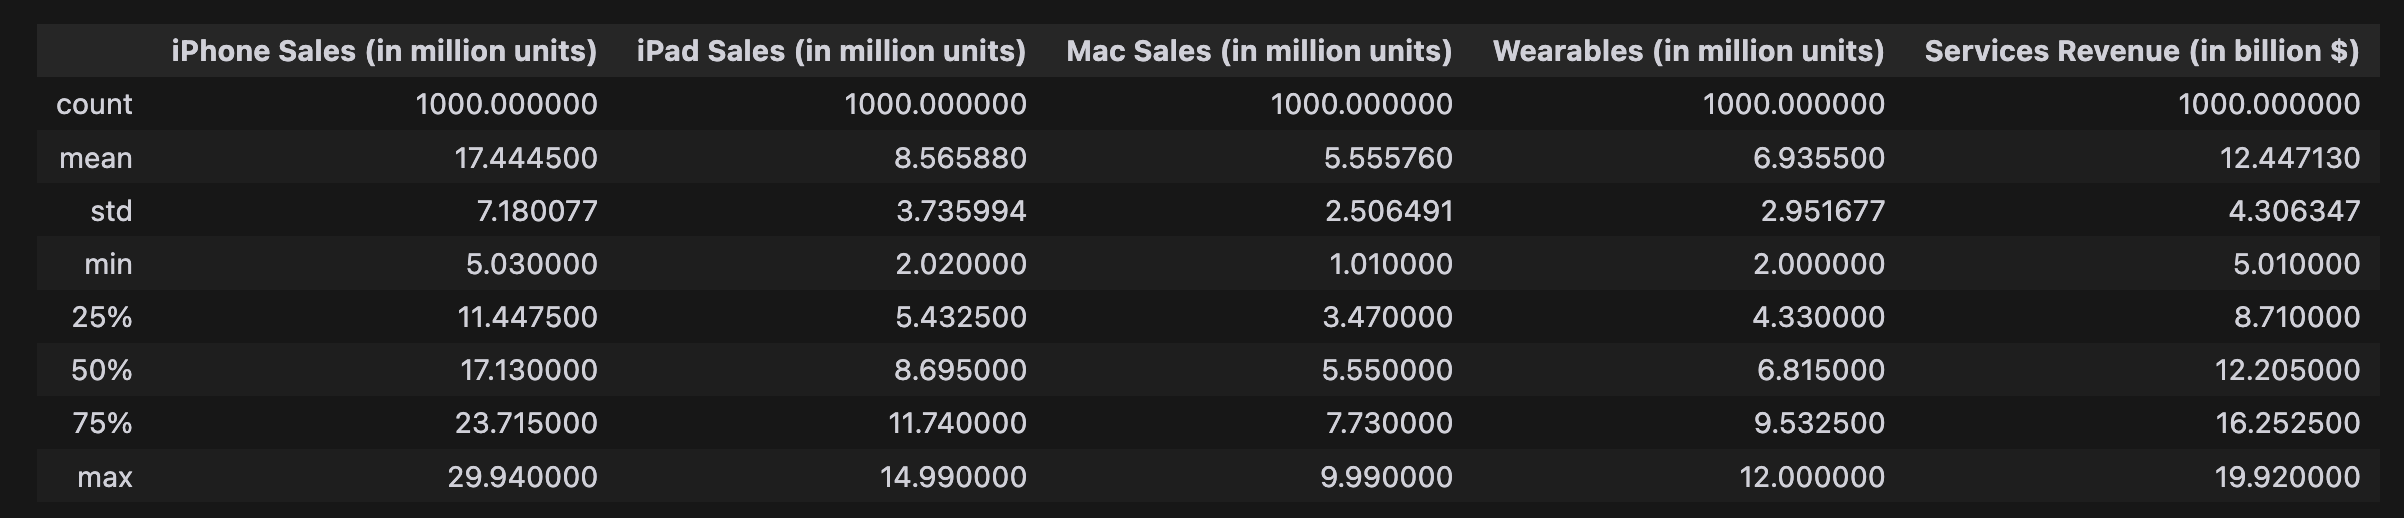 iPhone Sales (in million units) iPad Sales (in million units) Mac Sales (in million units) Wearables (in million units) Services Revenue (in billion $)
count 1000.000000 1000.000000 1000.000000 1000.000000 1000.000000
mean 17.444500 8.565880 5.555760 6.935500 12.447130
std 7.180077 3.735994 2.506491 2.951677 4.306347
min 5.030000 2.020000 1.010000 2.000000 5.010000
25% 11.447500 5.432500 3.470000 4.330000 8.710000
50% 17.130000 8.695000 5.550000 6.815000 12.205000
75% 23.715000 11.740000 7.730000 9.532500 16.252500
max 29.940000 14.990000 9.990000 12.000000 19.920000